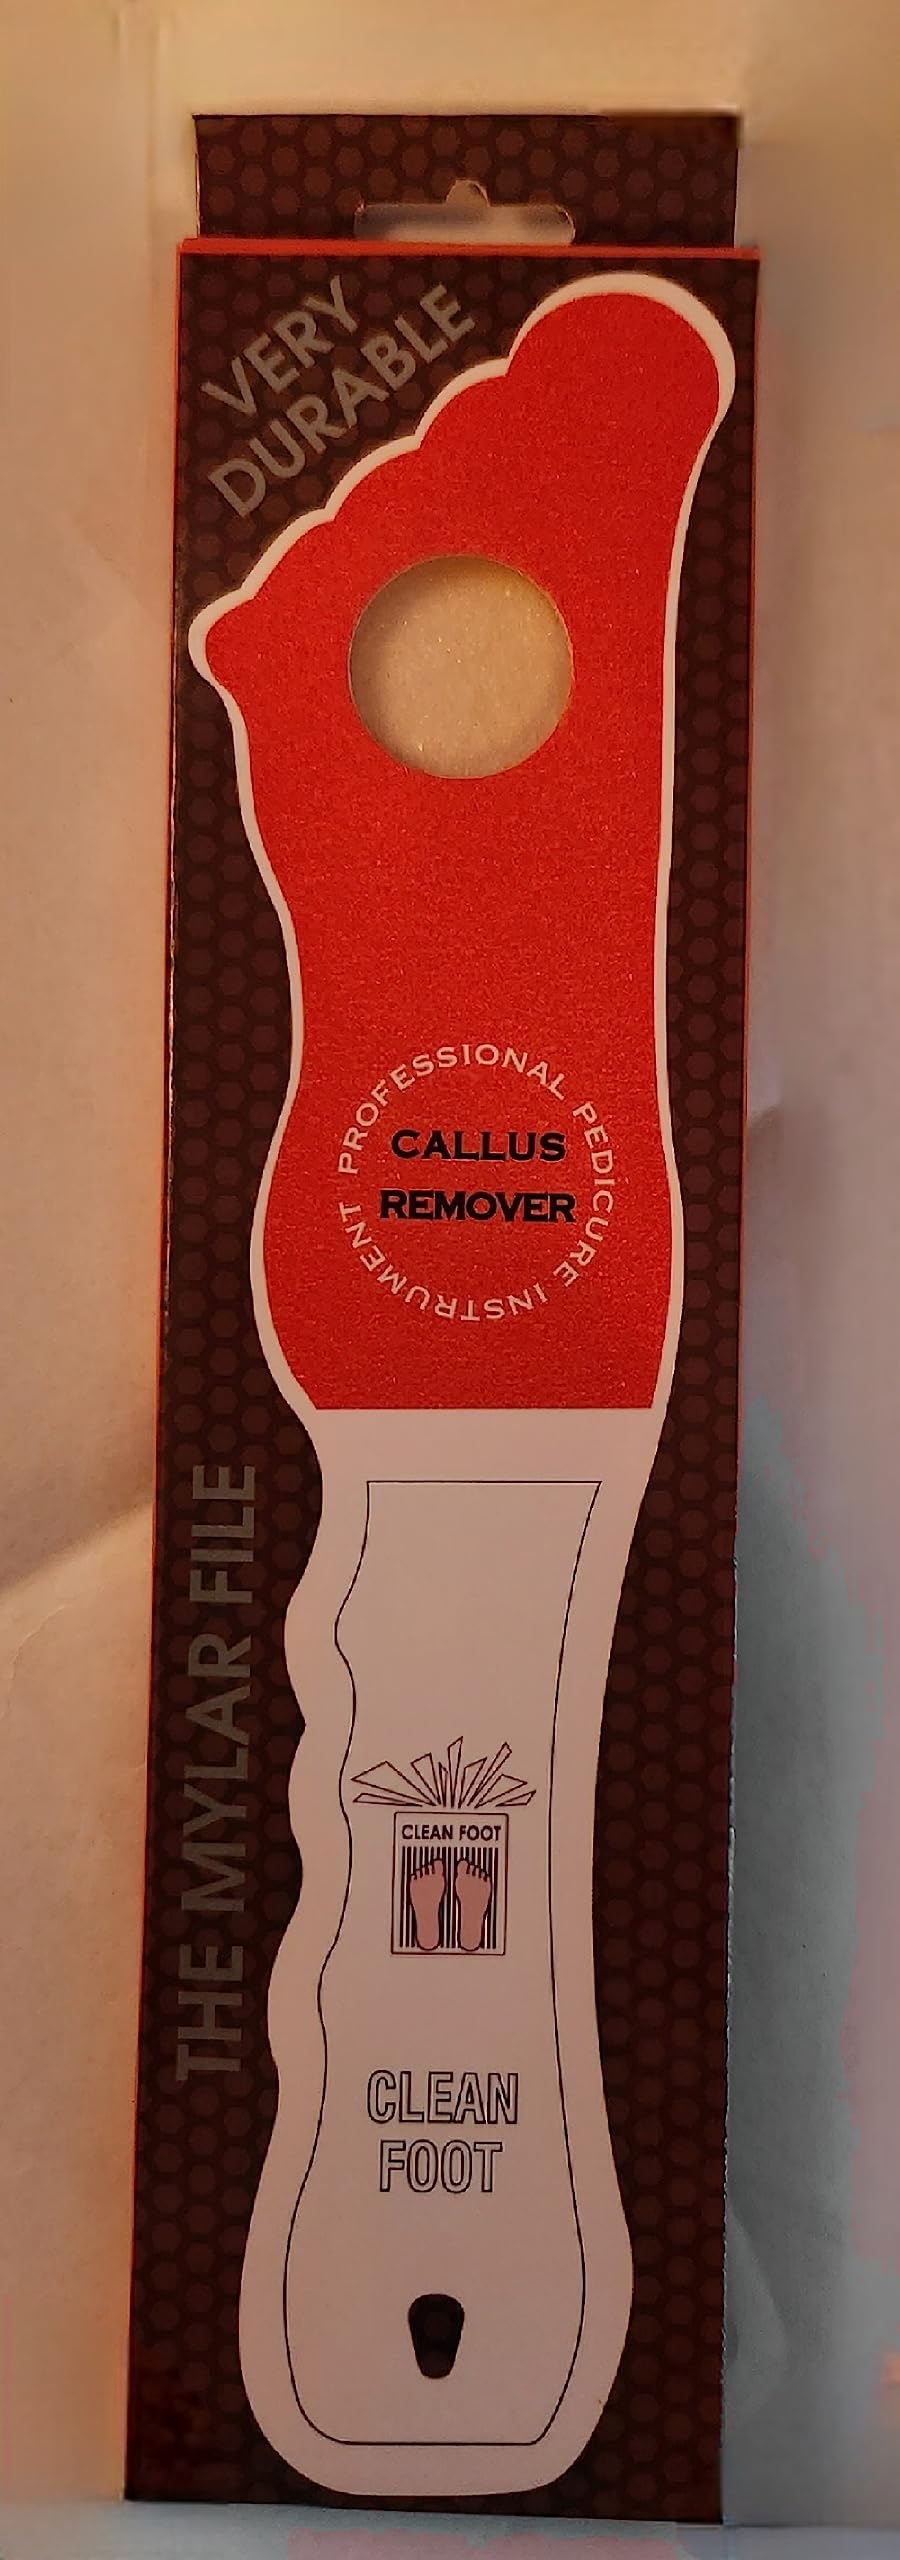 VERY
DURABLE
PROFESSIONAL PEDICURE INSTRUMENT
CALLUS
REMOVER
THE MYLAR FILE
CLEAN FOOT
CLEAN
FOOT